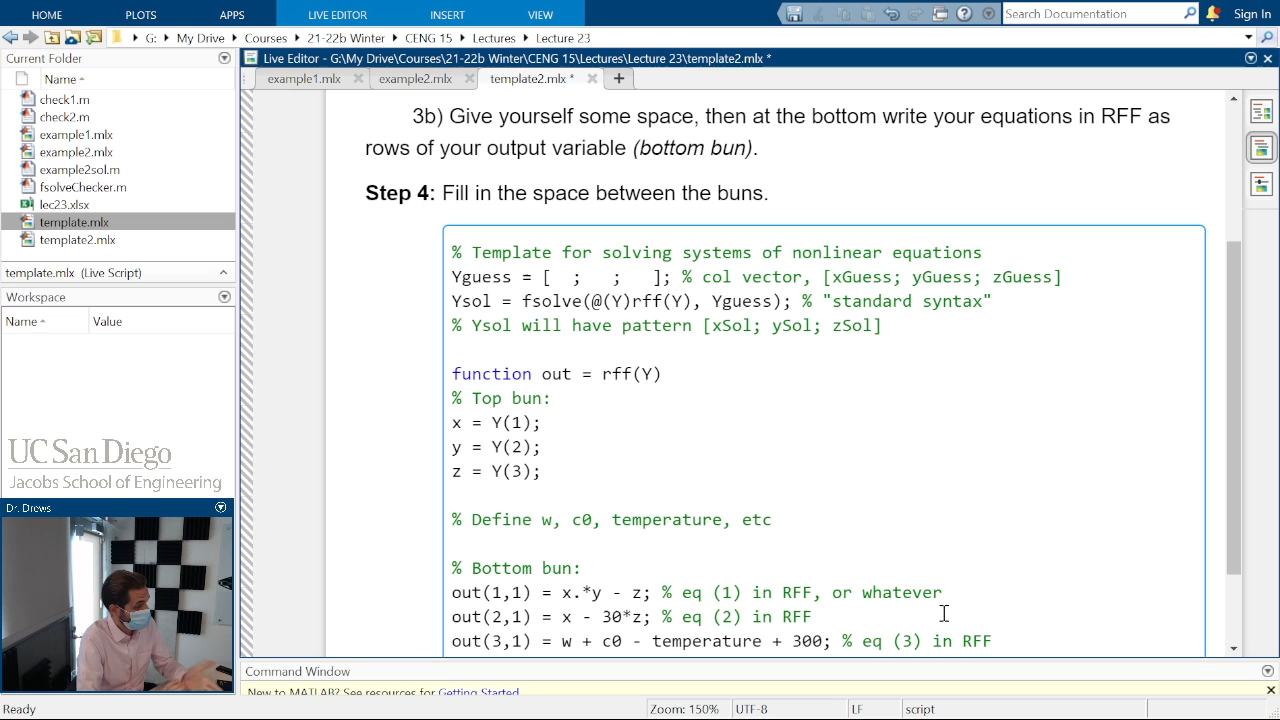 HOME PLOTS APPS LIVE EDITOR INSERT VIEW Search Documentation Sign In
G: My Drive Courses 21-22b Winter CENG 15 Lectures Lecture 23
Current Folder
Name
check1.m
check2.m
example1.mlx
example2.mlx
example2sol.m
fsolveChecker.m
lec23.xlsx
template.mlx
template2.mlx
template.mlx (Live Script)
Workspace
Name Value
UC San Diego
Jacobs School of Engineering
Dr. Drews
Live Editor - G:\My Drive\Courses\21-22b Winter\CENG 15\Lectures\Lecture 23\template2.mlx *
example1.mlx example2.mlx template2.mlx *
3b) Give yourself some space, then at the bottom write your equations in RFF as
rows of your output variable (bottom bun).
Step 4: Fill in the space between the buns.
% Template for solving systems of nonlinear equations
Yguess = [ ; ; ]; % col vector, [xGuess; yGuess; zGuess]
Ysol = fsolve(@(Y)rff(Y), Yguess); % "standard syntax"
% Ysol will have pattern [xSol; ySol; zSol]
function out = rff(Y)
% Top bun:
x = Y(1);
y = Y(2);
z = Y(3);
% Define w, c0, temperature, etc
% Bottom bun:
out(1,1) = x.*y - z; % eq (1) in RFF, or whatever
out(2,1) = x - 30*z; % eq (2) in RFF
out(3,1) = w + c0 - temperature + 300; % eq (3) in RFF
Command Window
New to MATLAB? See resources for Getting Started.
Ready Zoom: 150% UTF-8 LF script